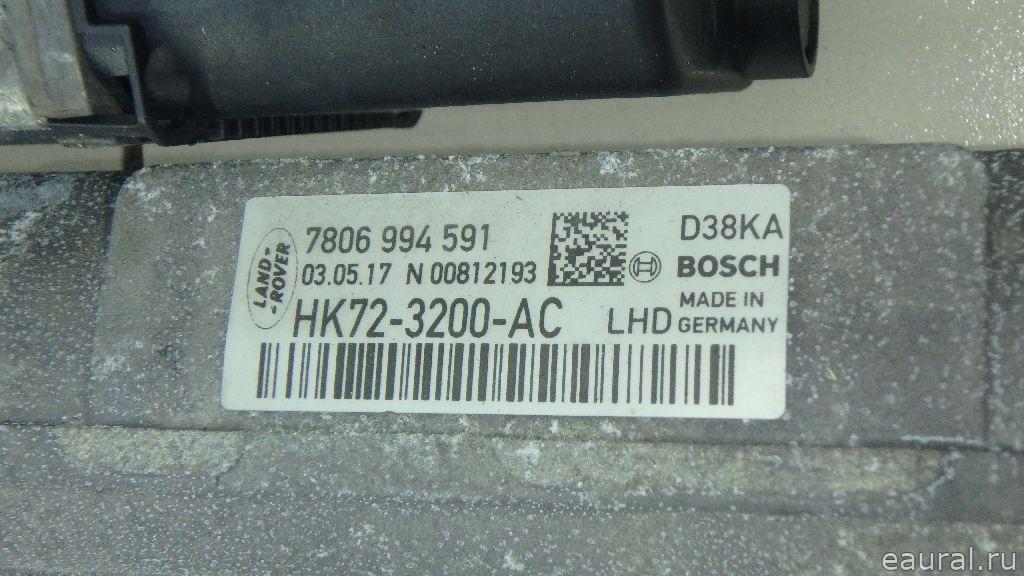 LAND-
-ROVER
7806 994 591
03.05.17 N 00812193
HK72-3200-AC
D38KA
BOSCH
LHD
MADE IN
GERMANY
eaural.ru